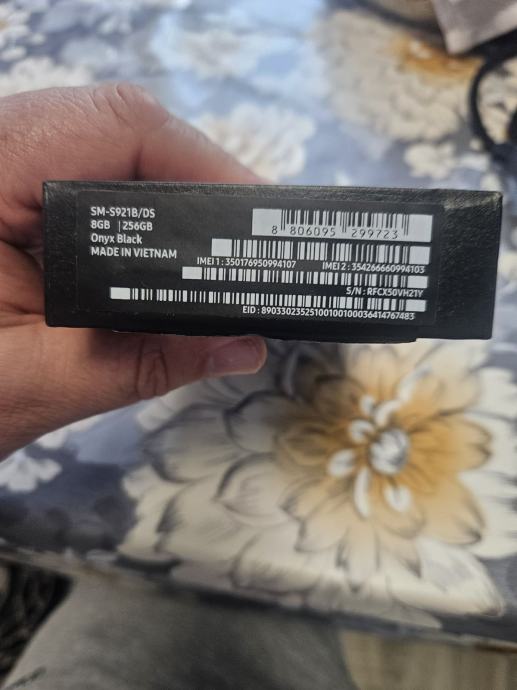 SM-S921B/DS
8GB | 256GB
Onyx Black
MADE IN VIETNAM
8 806095 299723
IMEI 1: 350176950994107 IMEI 2: 354266660994103
S/N: RFCX50VH21Y
EID: 89033023525100100100036414767483